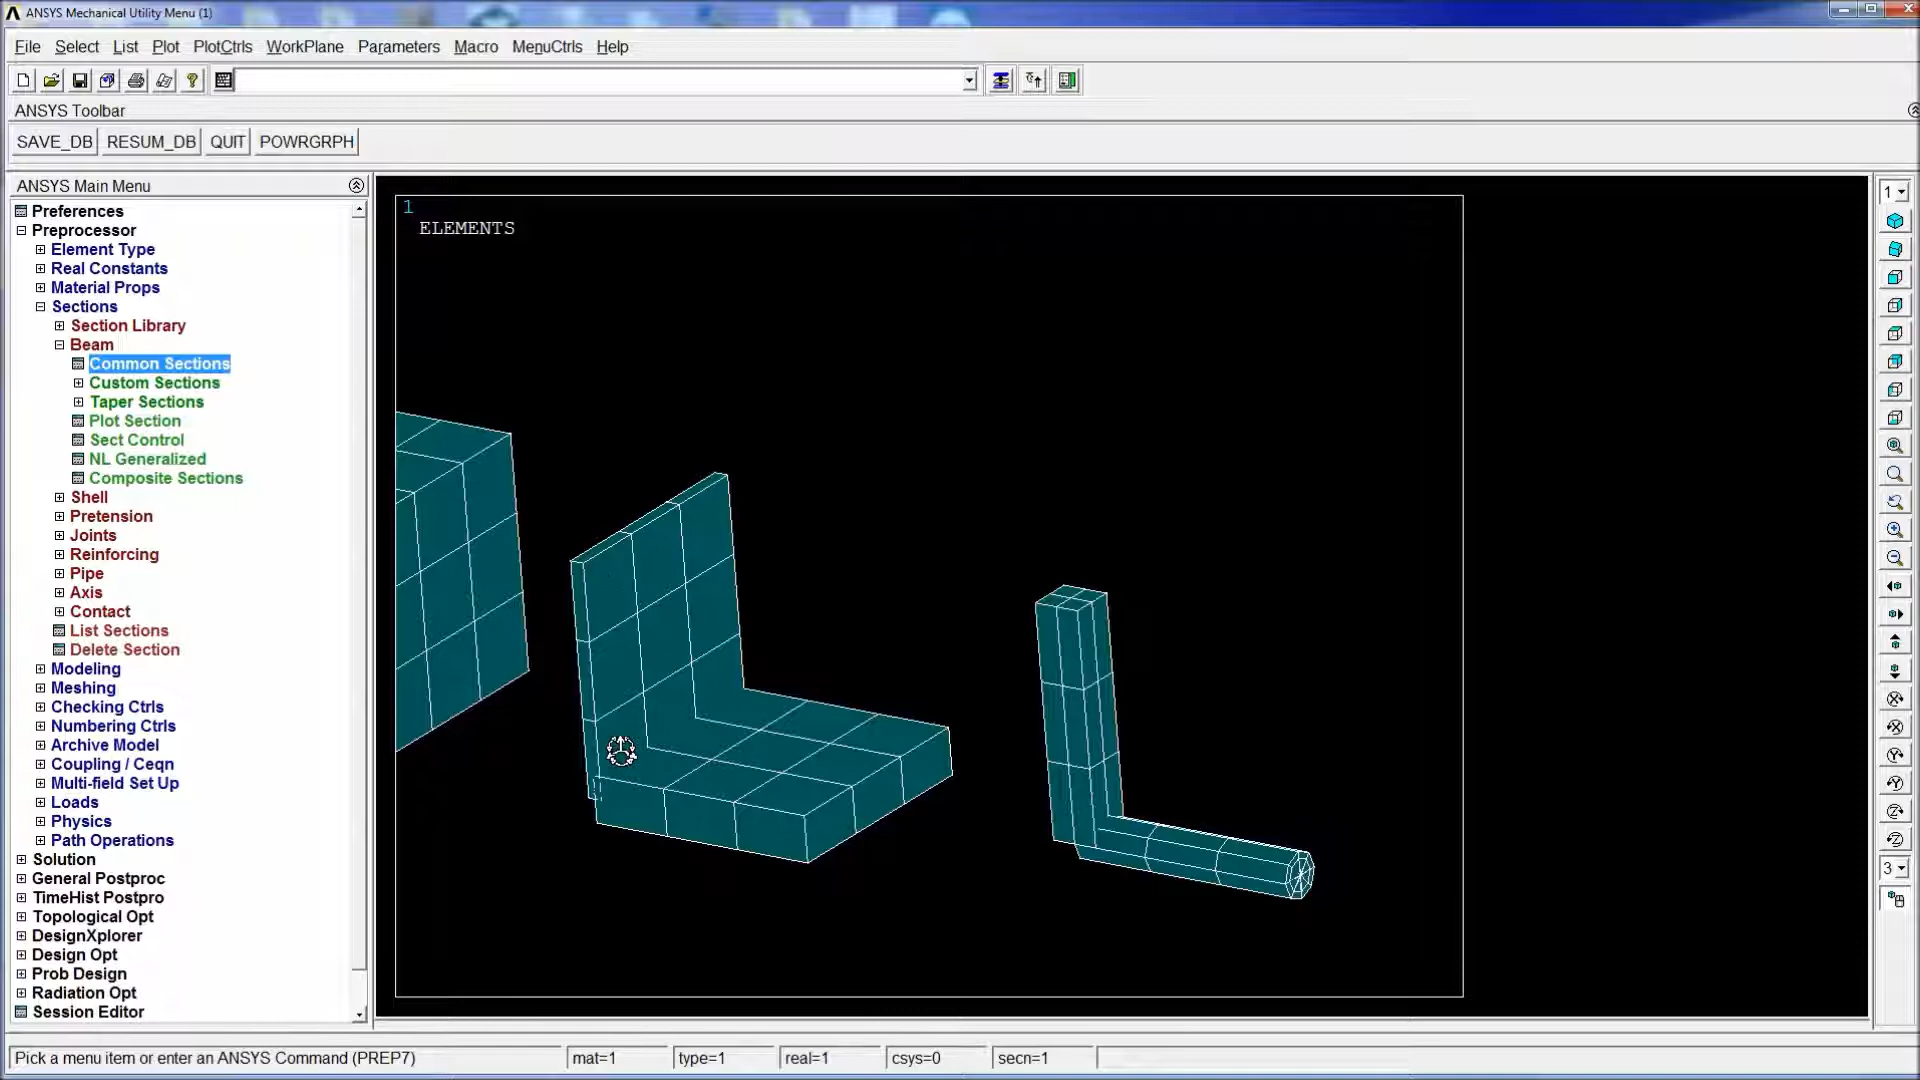 ANSYS Mechanical Utility Menu (1)
File Select List Plot PlotCtrls WorkPlane Parameters Macro MenuCtrls Help
ANSYS Toolbar
SAVE_DB RESUM_DB QUIT POWRGRPH
ANSYS Main Menu
Preferences
Preprocessor
Element Type
Real Constants
Material Props
Sections
Section Library
Beam
Common Sections
Custom Sections
Taper Sections
Plot Section
Sect Control
NL Generalized
Composite Sections
Shell
Pretension
Joints
Reinforcing
Pipe
Axis
Contact
List Sections
Delete Section
Modeling
Meshing
Checking Ctrls
Numbering Ctrls
Archive Model
Coupling / Ceqn
Multi-field Set Up
Loads
Physics
Path Operations
Solution
General Postproc
TimeHist Postpro
Topological Opt
DesignXplorer
Design Opt
Prob Design
Radiation Opt
Session Editor
1
ELEMENTS
1
3
Pick a menu item or enter an ANSYS Command (PREP7) mat=1 type=1 real=1 csys=0 secn=1